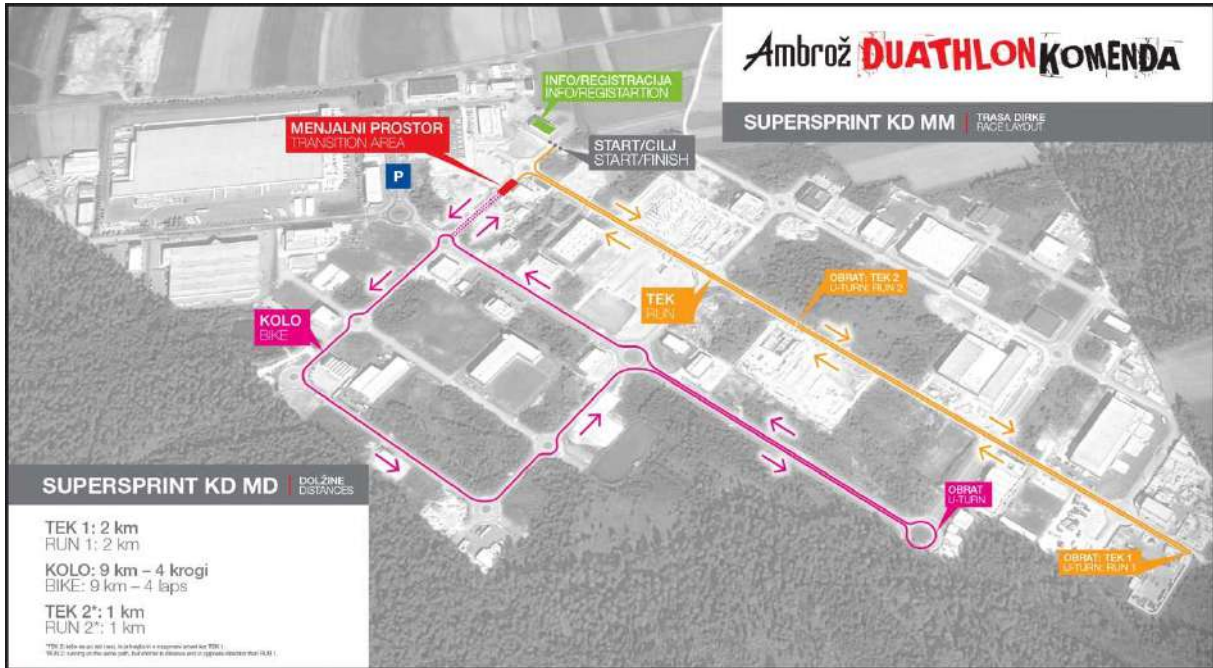 Ambrož DUATHLON KOMENDA
SUPERSPRINT KD MM | TRASA DIRKE
RACE LAYOUT
INFO/REGISTRACIJA
INFO/REGISTARTION
MENJALNI PROSTOR
TRANSITION AREA
START/CILJ
START/FINISH
P
OBRAT: TEK 2
U-TURN: RUN 2
TEK
RUN
KOLO
BIKE
OBRAT
U-TURN
OBRAT: TEK 1
U-TURN: RUN 1
SUPERSPRINT KD MD | DOLŽINE
DISTANCES
TEK 1: 2 km
RUN 1: 2 km
KOLO: 9 km – 4 krogi
BIKE: 9 km – 4 laps
TEK 2*: 1 km
RUN 2*: 1 km